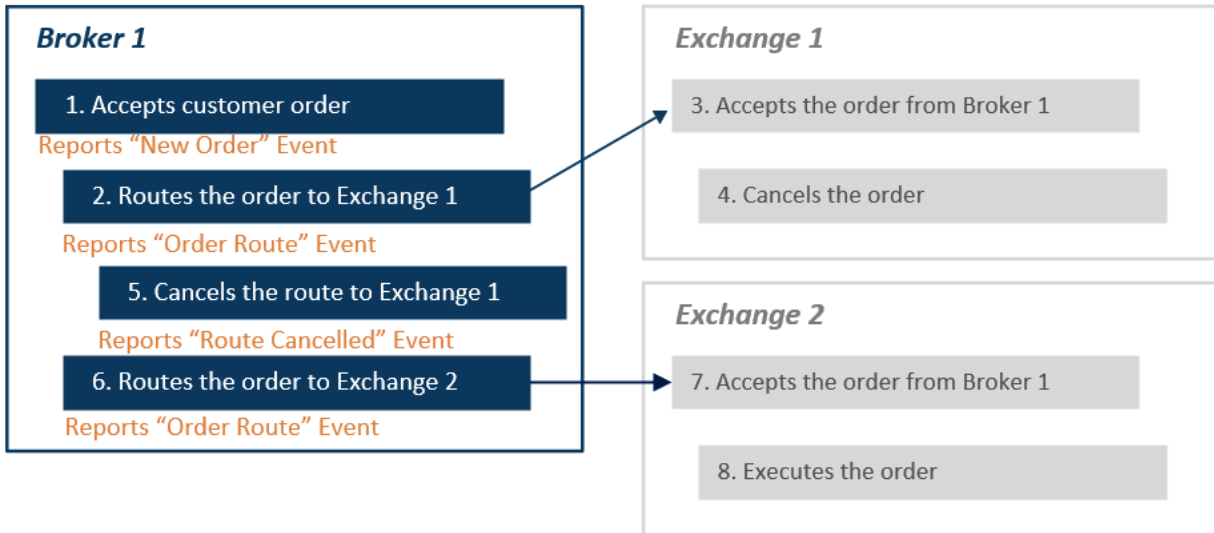 Broker 1
1. Accepts customer order
Reports “New Order” Event
2. Routes the order to Exchange 1
Reports “Order Route” Event
5. Cancels the route to Exchange 1
Reports “Route Cancelled” Event
6. Routes the order to Exchange 2
Reports “Order Route” Event
Exchange 1
3. Accepts the order from Broker 1
4. Cancels the order
Exchange 2
7. Accepts the order from Broker 1
8. Executes the order